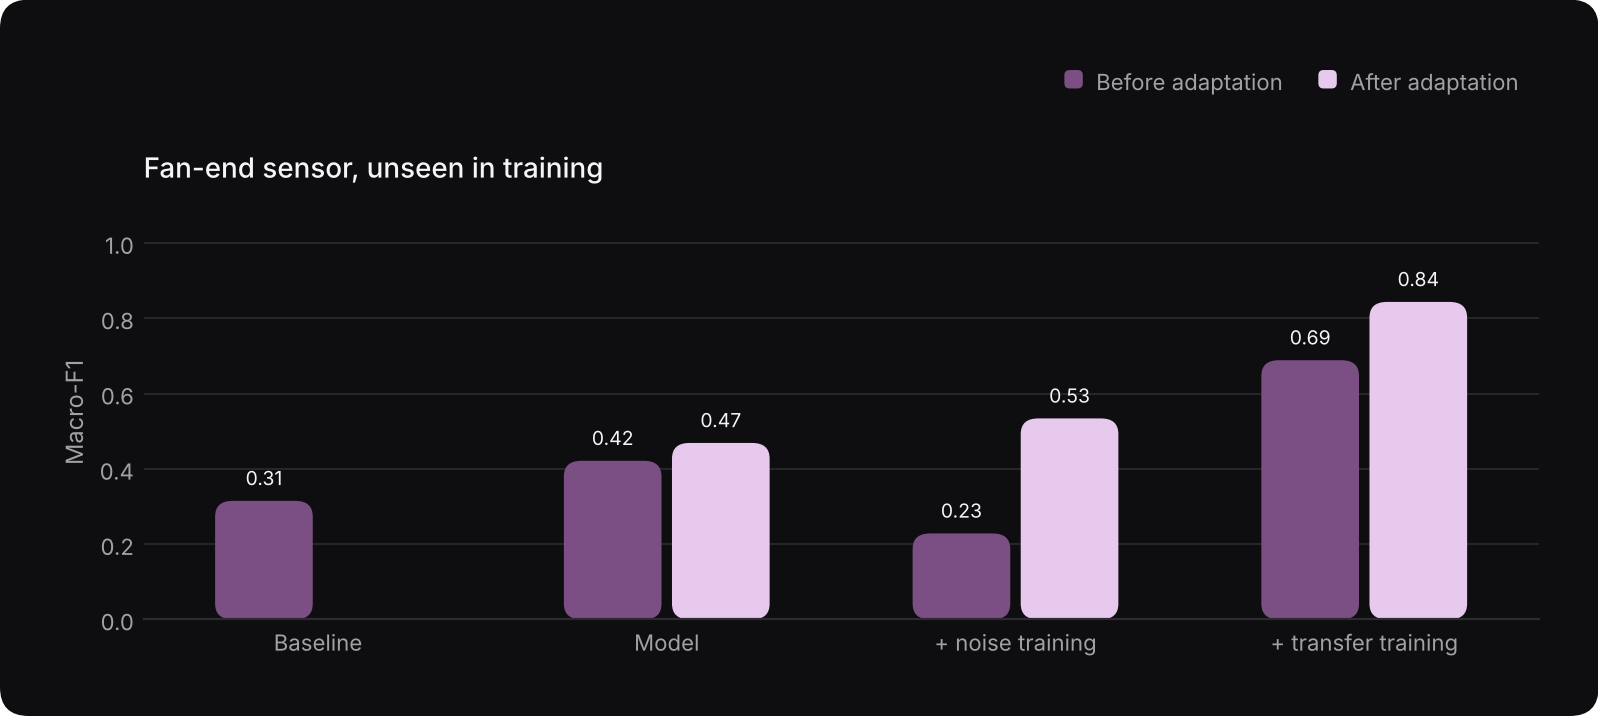 Before adaptation
After adaptation
Fan-end sensor, unseen in training
Macro-F1
1.0
0.8
0.6
0.4
0.2
0.0
0.31
0.42
0.47
0.23
0.53
0.69
0.84
Baseline
Model
+ noise training
+ transfer training